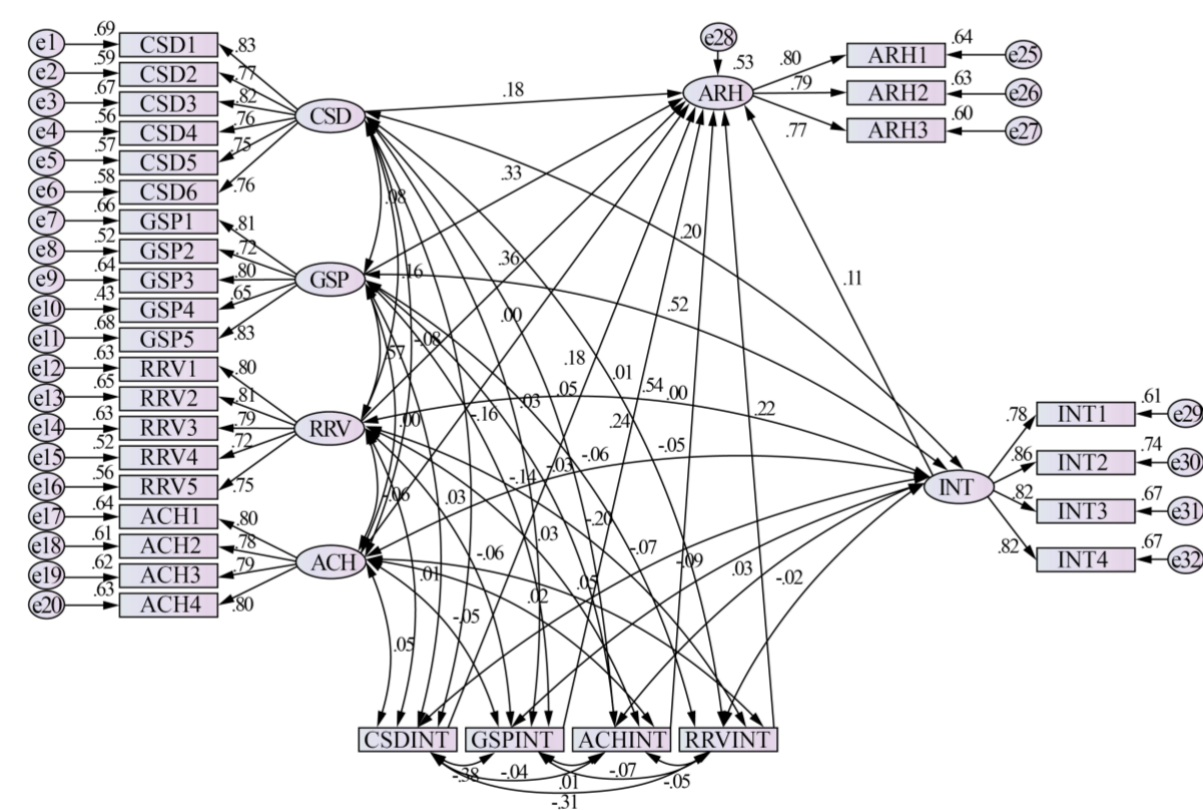 e1 .69 CSD1 .83
e2 .59 CSD2 .77
e3 .67 CSD3 .82
e4 .56 CSD4 .76
e5 .57 CSD5 .75
e6 .58 CSD6 .76
CSD
e7 .66 GSP1 .81
e8 .52 GSP2 .72
e9 .64 GSP3 .80
e10 .43 GSP4 .65
e11 .68 GSP5 .83
GSP
e12 .63 RRV1 .80
e13 .65 RRV2 .81
e14 .63 RRV3 .79
e15 .52 RRV4 .72
e16 .56 RRV5 .75
RRV
e17 .64 ACH1 .80
e18 .61 ACH2 .78
e19 .62 ACH3 .79
e20 .63 ACH4 .80
ACH
e28
.53
ARH
.80 ARH1 .64 e25
.79 ARH2 .63 e26
.77 ARH3 .60 e27
.18
.33
.08
.20
.36
.16
.11
.52
.00
-.08
.57
.18
.01
.05
.03
.54
.00
.22
.00
-.16
.24
-.06
-.05
-.03
-.14
-.06
.03
-.20
.03
-.06
-.07
-.09
.03
-.02
.01
.05
.02
-.05
.05
INT
.78 INT1 .61 e29
.86 INT2 .74 e30
.82 INT3 .67 e31
.82 INT4 .67 e32
CSDINT GSPINT ACHINT RRVINT
-.38 -.04 .01 -.07 -.05
-.31